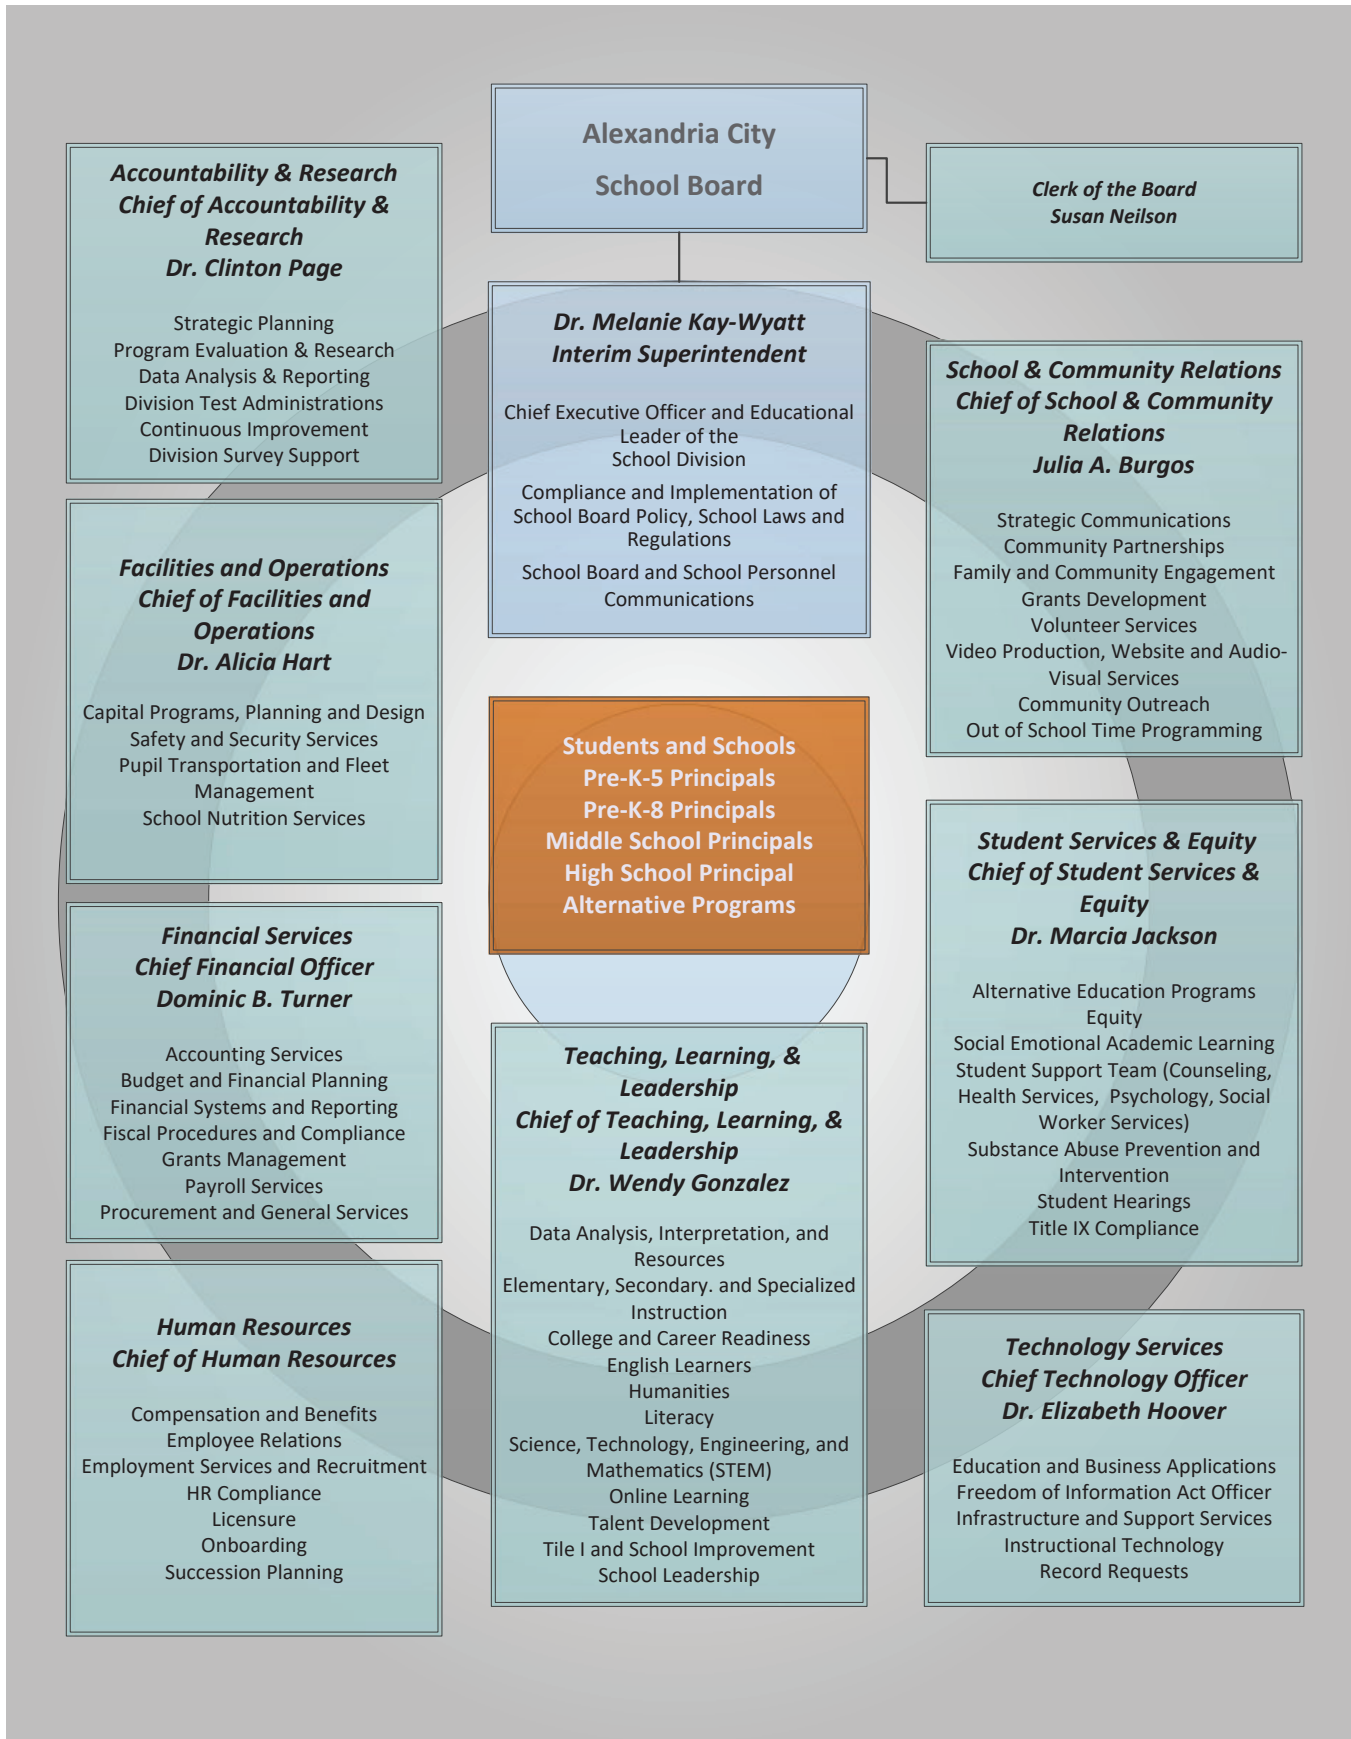 Alexandria City
School Board
Clerk of the Board
Susan Neilson
Accountability & Research
Chief of Accountability &
Research
Dr. Clinton Page
Strategic Planning
Program Evaluation & Research
Data Analysis & Reporting
Division Test Administrations
Continuous Improvement
Division Survey Support
Dr. Melanie Kay-Wyatt
Interim Superintendent
Chief Executive Officer and Educational
Leader of the
School Division
Compliance and Implementation of
School Board Policy, School Laws and
Regulations
School Board and School Personnel
Communications
School & Community Relations
Chief of School & Community
Relations
Julia A. Burgos
Strategic Communications
Community Partnerships
Family and Community Engagement
Grants Development
Volunteer Services
Video Production, Website and Audio-
Visual Services
Community Outreach
Out of School Time Programming
Facilities and Operations
Chief of Facilities and
Operations
Dr. Alicia Hart
Capital Programs, Planning and Design
Safety and Security Services
Pupil Transportation and Fleet
Management
School Nutrition Services
Students and Schools
Pre-K-5 Principals
Pre-K-8 Principals
Middle School Principals
High School Principal
Alternative Programs
Student Services & Equity
Chief of Student Services &
Equity
Dr. Marcia Jackson
Alternative Education Programs
Equity
Social Emotional Academic Learning
Student Support Team (Counseling,
Health Services, Psychology, Social
Worker Services)
Substance Abuse Prevention and
Intervention
Student Hearings
Title IX Compliance
Financial Services
Chief Financial Officer
Dominic B. Turner
Accounting Services
Budget and Financial Planning
Financial Systems and Reporting
Fiscal Procedures and Compliance
Grants Management
Payroll Services
Procurement and General Services
Teaching, Learning, &
Leadership
Chief of Teaching, Learning, &
Leadership
Dr. Wendy Gonzalez
Data Analysis, Interpretation, and
Resources
Elementary, Secondary. and Specialized
Instruction
College and Career Readiness
English Learners
Humanities
Literacy
Science, Technology, Engineering, and
Mathematics (STEM)
Online Learning
Talent Development
Tile I and School Improvement
School Leadership
Human Resources
Chief of Human Resources
Compensation and Benefits
Employee Relations
Employment Services and Recruitment
HR Compliance
Licensure
Onboarding
Succession Planning
Technology Services
Chief Technology Officer
Dr. Elizabeth Hoover
Education and Business Applications
Freedom of Information Act Officer
Infrastructure and Support Services
Instructional Technology
Record Requests